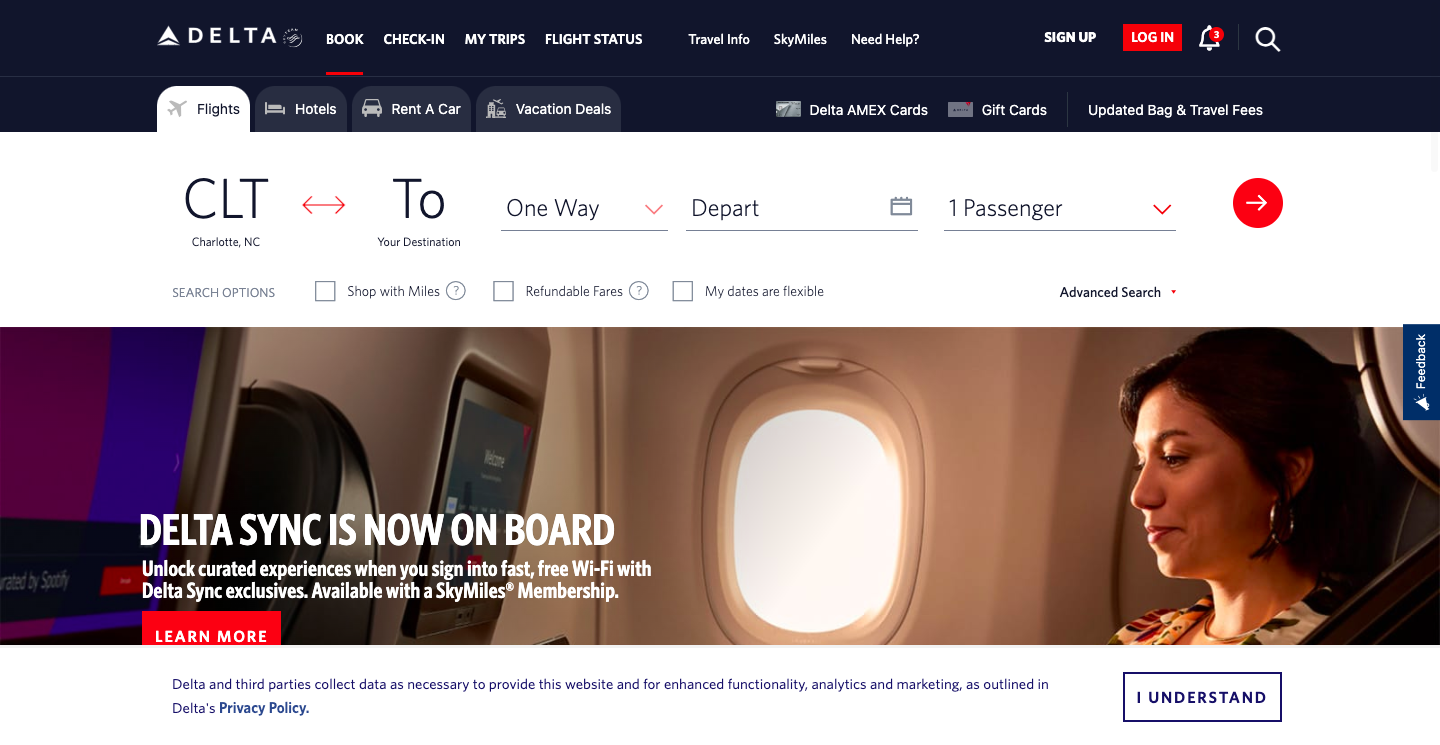 DELTA
BOOK CHECK-IN MY TRIPS FLIGHT STATUS Travel Info SkyMiles Need Help? SIGN UP LOG IN 3
Flights Hotels Rent A Car Vacation Deals Delta AMEX Cards Gift Cards Updated Bag & Travel Fees
CLT To One Way Depart 1 Passenger
Charlotte, NC Your Destination
SEARCH OPTIONS Shop with Miles ? Refundable Fares ? My dates are flexible Advanced Search
Feedback
Welcome
DELTA SYNC IS NOW ON BOARD
Unlock curated experiences when you sign into fast, free Wi-Fi with
Delta Sync exclusives. Available with a SkyMiles® Membership.
by Spotify
LEARN MORE
Delta and third parties collect data as necessary to provide this website and for enhanced functionality, analytics and marketing, as outlined in
Delta's Privacy Policy.
I UNDERSTAND